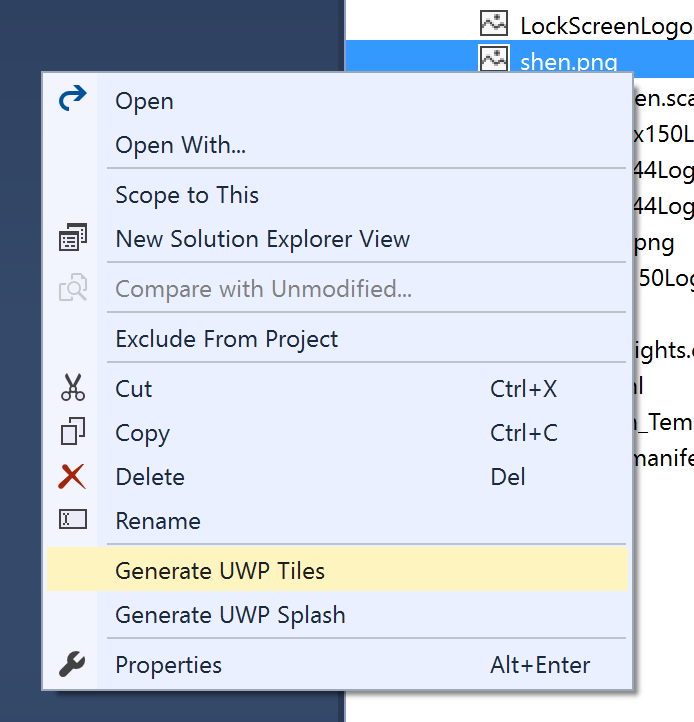 LockScreenLogo
shen.png
Open
en.sca
Open With...
x150L
44Log
Scope to This
44Log
New Solution Explorer View
png
Compare with Unmodified...
50Log
Exclude From Project
ights.
Cut Ctrl+X
Copy Ctrl+C
_Tem
Delete Del
manife
Rename
Generate UWP Tiles
Generate UWP Splash
Properties Alt+Enter